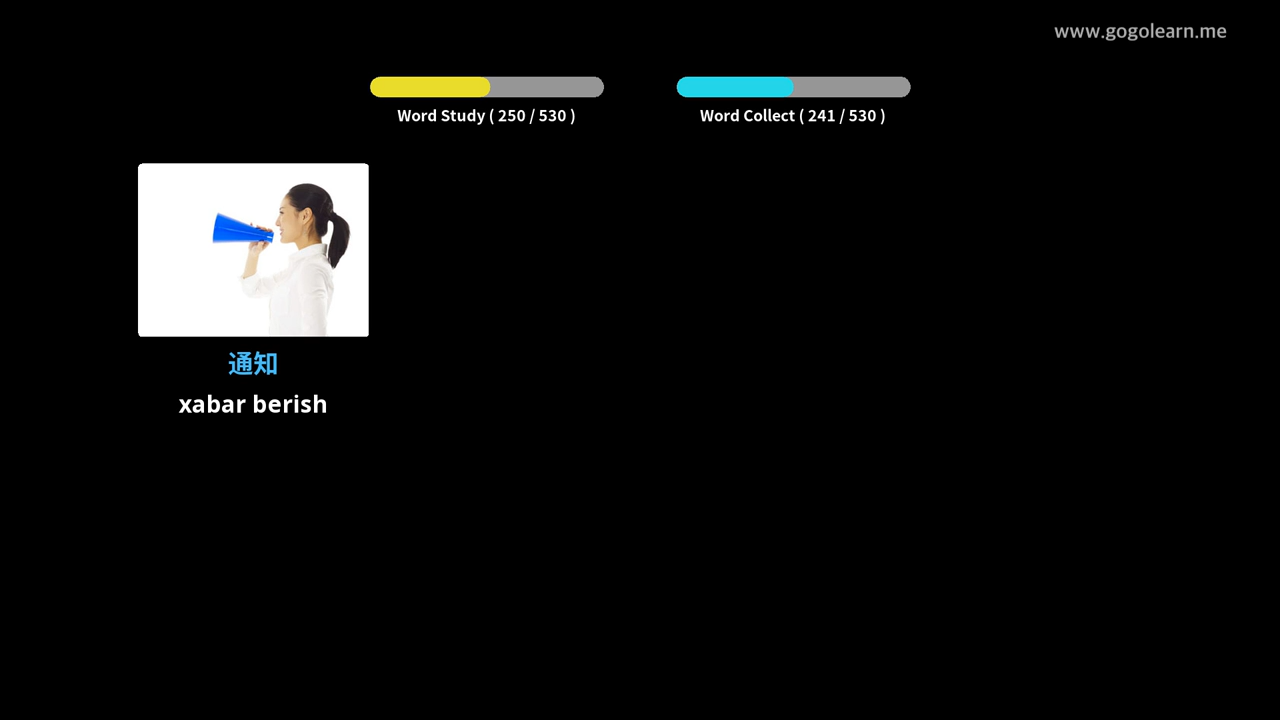 www.gogolearn.me
Word Study ( 250 / 530 )
Word Collect ( 241 / 530 )
通知
xabar berish